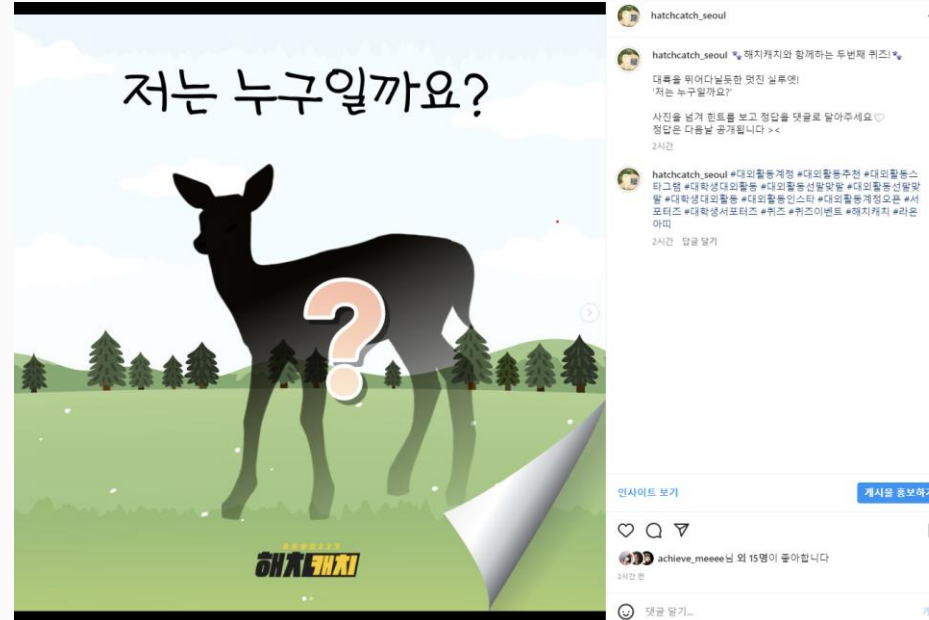 저는 누구일까요?
?
해치캐치
hatchcatch_seoul
hatchcatch_seoul 🐾해치캐치와 함께하는 두번째 퀴즈!🐾
대륙을 뛰어다닐듯한 멋진 실루엣!
'저는 누구일까요?'
사진을 넘겨 힌트를 보고 정답을 댓글로 달아주세요♡
정답은 다음날 공개됩니다 ><
2시간
hatchcatch_seoul #대외활동계정 #대외활동추천 #대외활동스
타그램 #대학생대외활동 #대외활동선팔맞팔 #대외활동선팔맞
팔 #대학생대외활동 #대외활동인스타 #대외활동계정오픈 #서
포터즈 #대학생서포터즈 #퀴즈 #퀴즈이벤트 #해치캐치 #라온
아띠
2시간 답글 달기
인사이트 보기
게시물 홍보하기
achieve_meeee님 외 15명이 좋아합니다
2시간 전
댓글 달기...